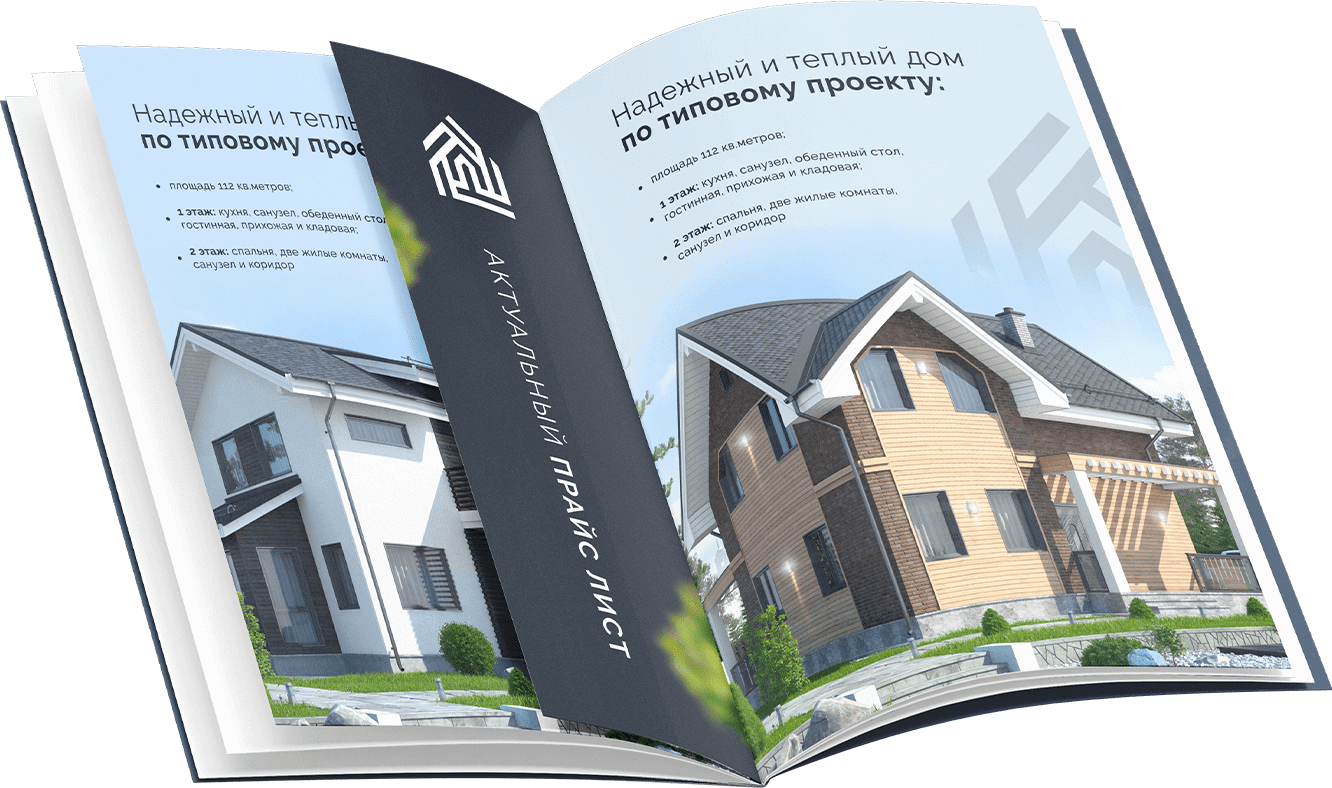 Надежный и тепл
по типовому прое
площадь 112 кв.метров;
1 этаж: кухня, санузел, обеденный стол,
гостинная, прихожая и кладовая;
2 этаж: спальня, две жилые комнаты,
санузел и коридор
АКТУАЛЬНЫЙ ПРАЙС ЛИСТ
Надежный и теплый дом
по типовому проекту:
площадь 112 кв.метров;
1 этаж: кухня, санузел, обеденный стол,
гостинная, прихожая и кладовая;
2 этаж: спальня, две жилые комнаты,
санузел и коридор